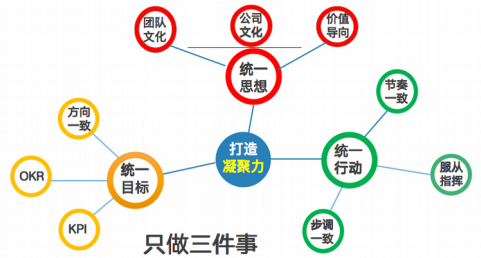 团队
文化
公司
文化
价值
导向
统一
思想
节奏
一致
方向
一致
打造
凝聚力
统一
行动
统一
目标
服从
指挥
OKR
KPI
步调
一致
只做三件事